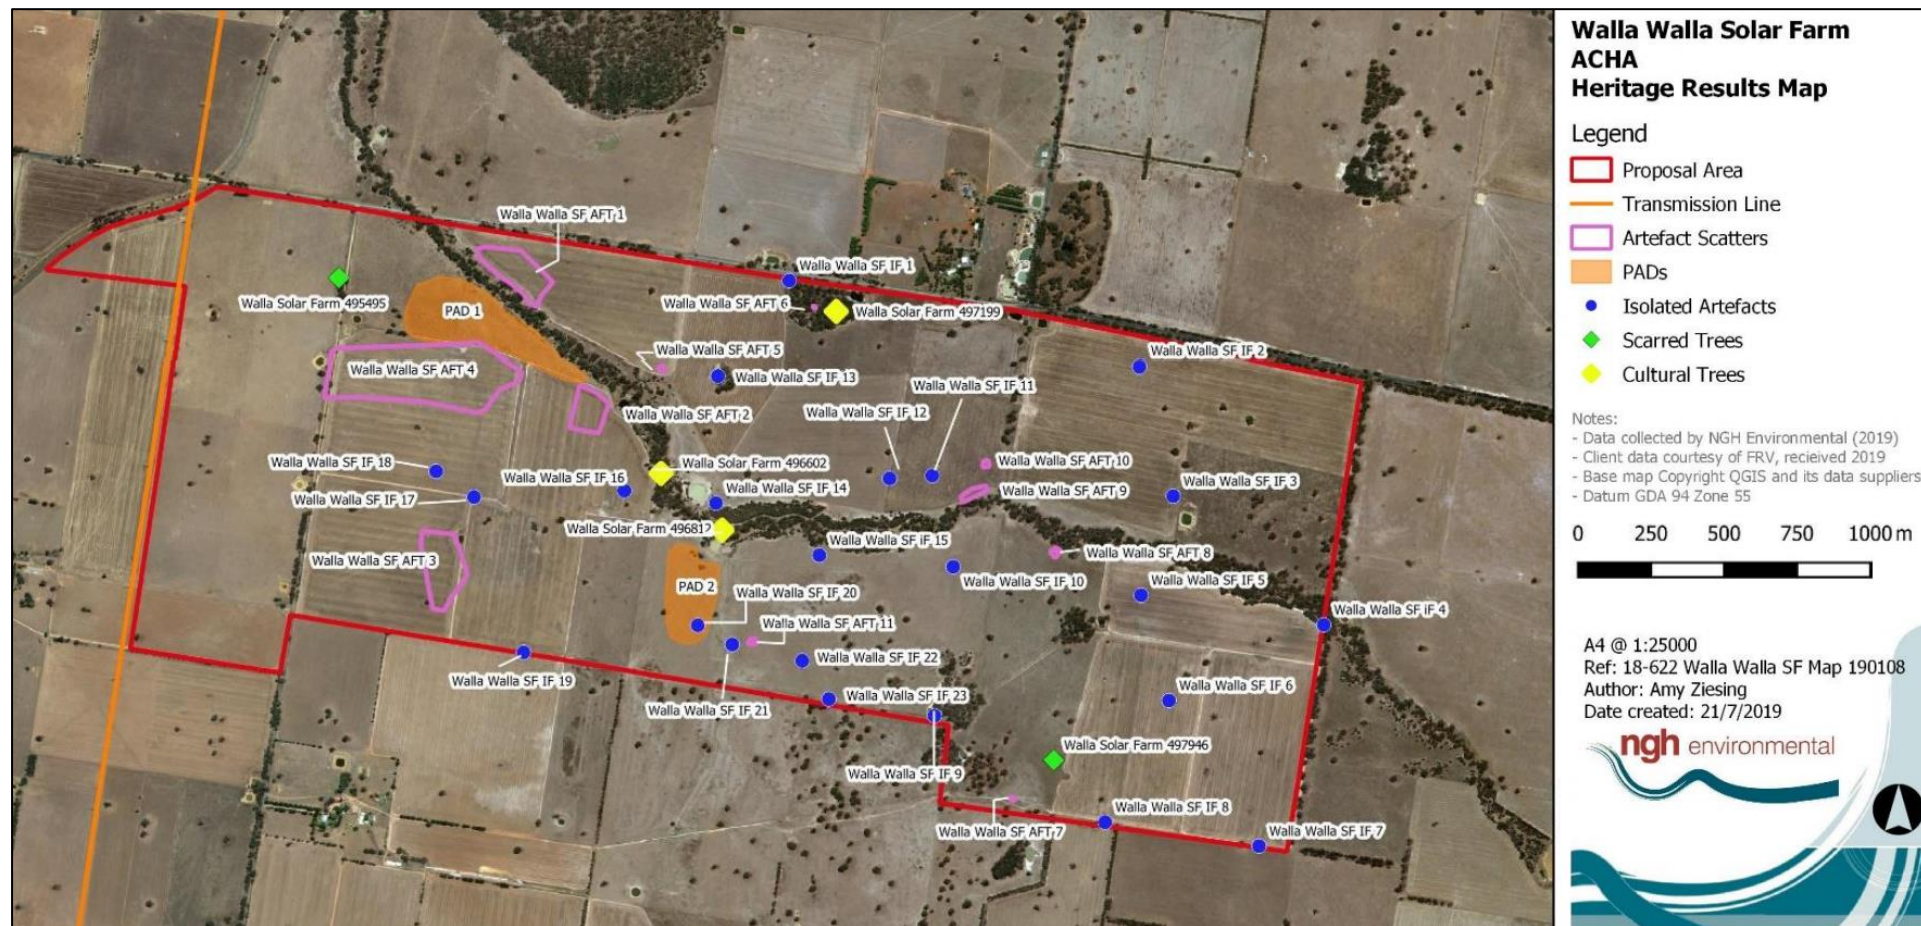 Walla Walla Solar Farm
ACHA
Heritage Results Map
Legend
Proposal Area
Transmission Line
Artefact Scatters
PADs
Isolated Artefacts
Scarred Trees
Cultural Trees
Notes:
- Data collected by NGH Environmental (2019)
- Client data courtesy of FRV, recieived 2019
- Base map Copyright QGIS and its data suppliers
- Datum GDA 94 Zone 55
0 250 500 750 1000 m
A4 @ 1:25000
Ref: 18-622 Walla Walla SF Map 190108
Author: Amy Ziesing
Date created: 21/7/2019
ngh environmental
Walla Walla SF AFT 1
Walla Walla SF IF 1
Walla Solar Farm 495495
Walla Walla SF AFT 6
Walla Solar Farm 497199
PAD 1
Walla Walla SF AFT 5
Walla Walla SF IF 2
Walla Walla SF AFT 4
Walla Walla SF IF 13
Walla Walla SF IF 11
Walla Walla SF AFT 2
Walla Walla SF IF 12
Walla Walla SF IF 18
Walla Solar Farm 496602
Walla Walla SF AFT 10
Walla Walla SF IF 16
Walla Walla SF IF 14
Walla Walla SF AFT 9
Walla Walla SF IF 3
Walla Walla SF IF 17
Walla Solar Farm 496812
Walla Walla SF iF 15
Walla Walla SF AFT 8
Walla Walla SF AFT 3
Walla Walla SF IF 10
Walla Walla SF IF 5
PAD 2
Walla Walla SF IF 20
Walla Walla SF iF 4
Walla Walla SF AFT 11
Walla Walla SF IF 22
Walla Walla SF IF 19
Walla Walla SF IF 23
Walla Walla SF IF 6
Walla Walla SF IF 21
Walla Solar Farm 497946
Walla Walla SF IF 9
Walla Walla SF IF 8
Walla Walla SF AFT 7
Walla Walla SF IF 7